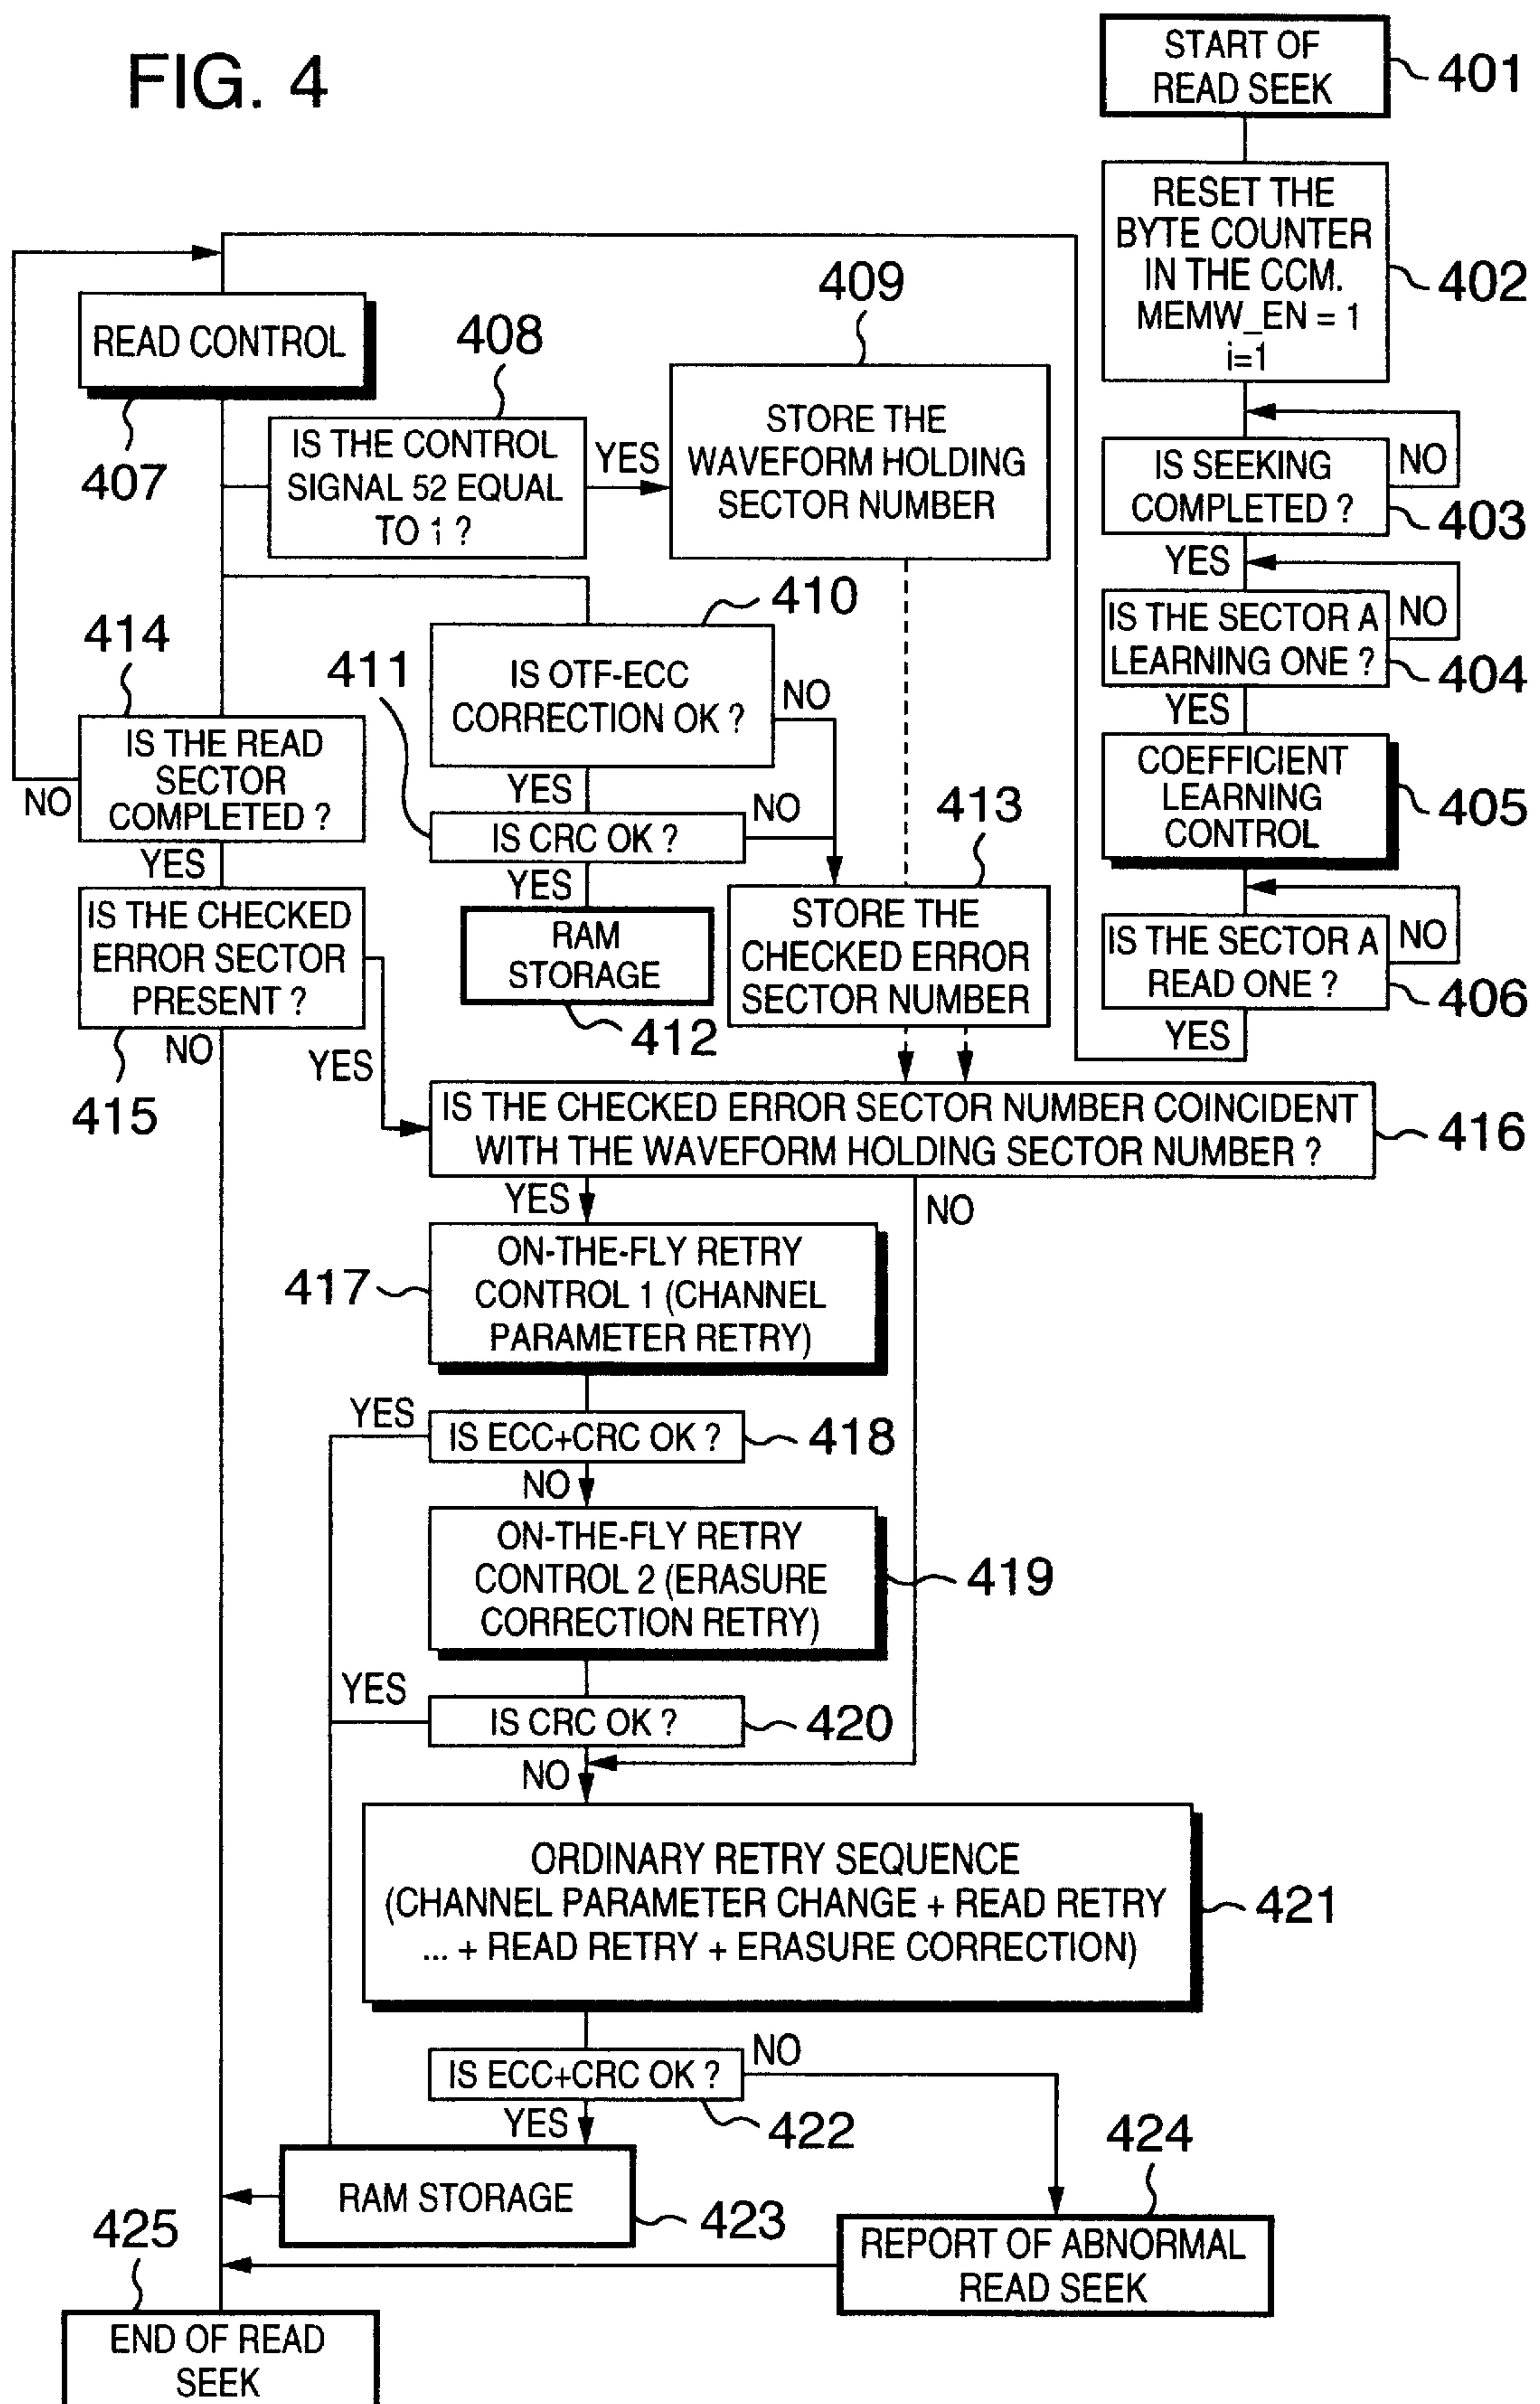 FIG. 4
START OF
READ SEEK
401
RESET THE
BYTE COUNTER
IN THE CCM.
MEMW_EN = 1
i=1
402
IS SEEKING
COMPLETED ?
NO
403
YES
IS THE SECTOR A
LEARNING ONE ?
NO
404
YES
COEFFICIENT
LEARNING
CONTROL
405
IS THE SECTOR A
READ ONE ?
NO
406
YES
READ CONTROL
407
408
IS THE CONTROL
SIGNAL 52 EQUAL
TO 1 ?
YES
409
STORE THE
WAVEFORM HOLDING
SECTOR NUMBER
410
IS OTF-ECC
CORRECTION OK ?
NO
YES
411
IS CRC OK ?
NO
YES
RAM
STORAGE
412
413
STORE THE
CHECKED ERROR
SECTOR NUMBER
414
IS THE READ
SECTOR
COMPLETED ?
NO
YES
IS THE CHECKED
ERROR SECTOR
PRESENT ?
NO
YES
415
IS THE CHECKED ERROR SECTOR NUMBER COINCIDENT
WITH THE WAVEFORM HOLDING SECTOR NUMBER ?
416
YES
NO
ON-THE-FLY RETRY
CONTROL 1 (CHANNEL
PARAMETER RETRY)
417
YES
IS ECC+CRC OK ?
418
NO
ON-THE-FLY RETRY
CONTROL 2 (ERASURE
CORRECTION RETRY)
419
YES
IS CRC OK ?
420
NO
ORDINARY RETRY SEQUENCE
(CHANNEL PARAMETER CHANGE + READ RETRY
... + READ RETRY + ERASURE CORRECTION)
421
IS ECC+CRC OK ?
NO
YES
422
RAM STORAGE
423
424
REPORT OF ABNORMAL
READ SEEK
425
END OF READ
SEEK